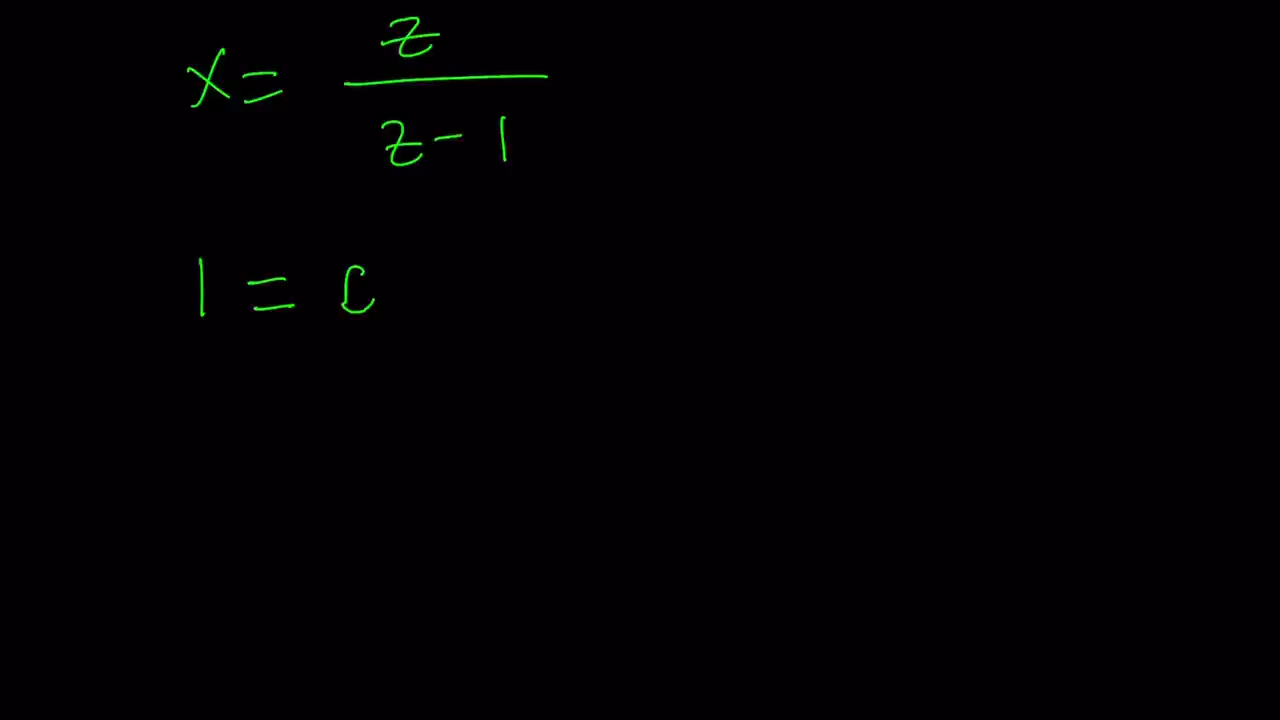 x = z / z - 1
1 = c